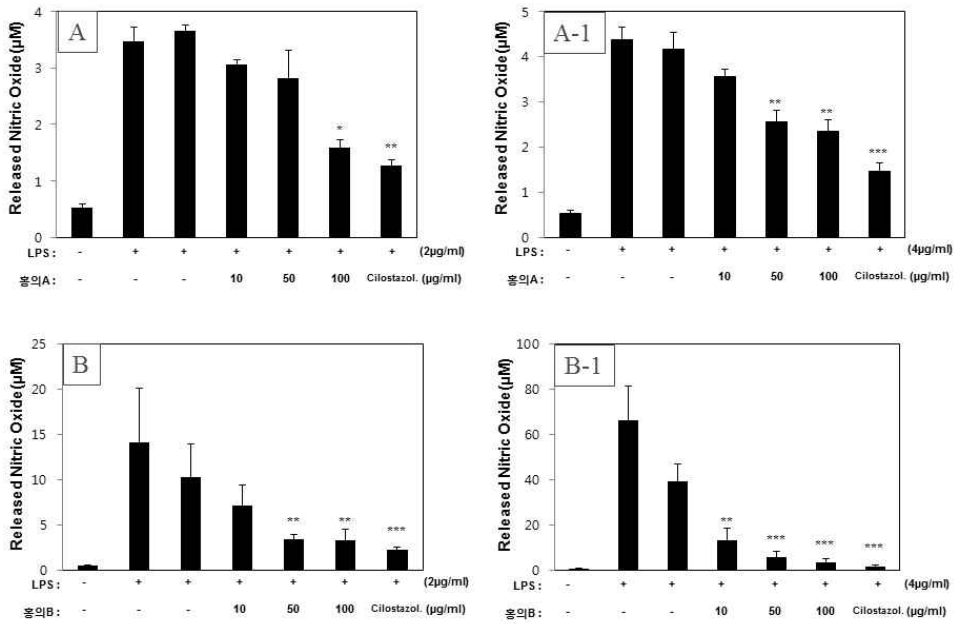 A
Released Nitric Oxide(μM)
4
3
2
1
0
*
**
LPS : - + + + + + + (2μg/ml)
홍의A : - - - 10 50 100 Cilostazol. (μg/ml)
A-1
Released Nitric Oxide(μM)
5
4
3
2
1
0
**
**
***
LPS : - + + + + + + (4μg/ml)
홍의A : - - - 10 50 100 Cilostazol. (μg/ml)
B
Released Nitric Oxide(μM)
25
20
15
10
5
0
**
**
***
LPS : - + + + + + + (2μg/ml)
홍의B : - - - 10 50 100 Cilostazol. (μg/ml)
B-1
Released Nitric Oxide(μM)
100
80
60
40
20
0
**
***
***
***
LPS : - + + + + + + (4μg/ml)
홍의B : - - - 10 50 100 Cilostazol. (μg/ml)